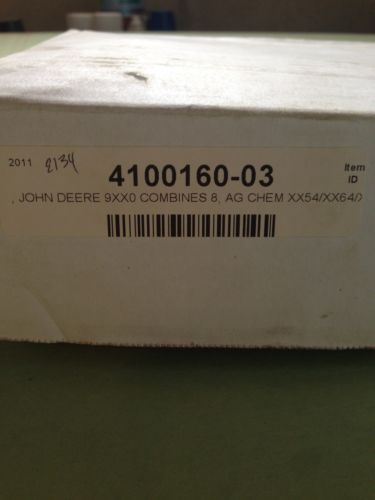 2011 2134 4100160-03 Item ID
, JOHN DEERE 9XX0 COMBINES 8, AG CHEM XX54/XX64/